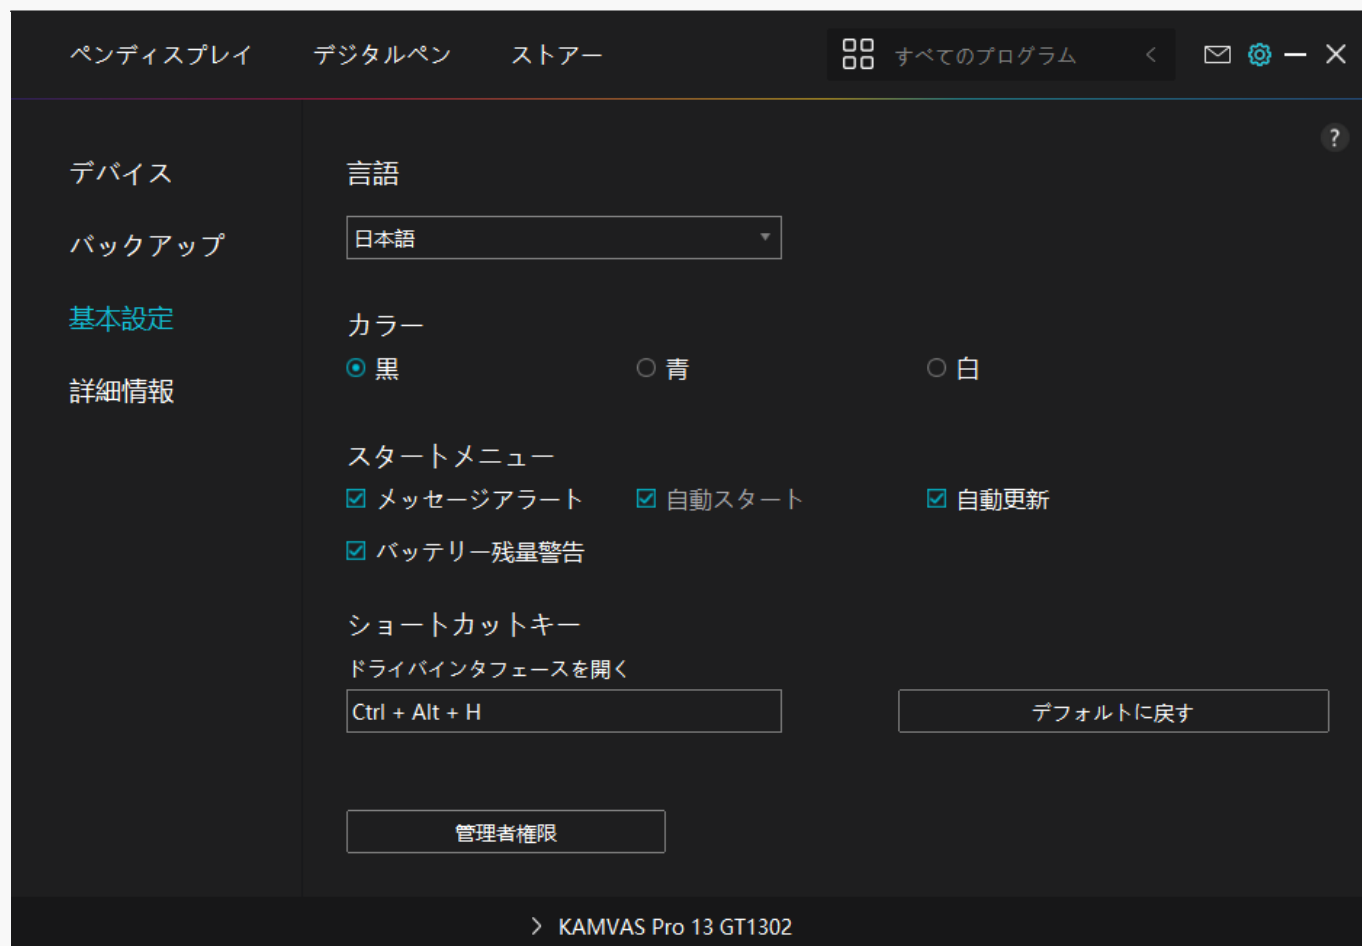 ペンディスプレイ デジタルペン ストアー すべてのプログラム
?
デバイス
バックアップ
基本設定
詳細情報
言語
日本語
カラー
黒 青 白
スタートメニュー
メッセージアラート 自動スタート 自動更新
バッテリー残量警告
ショートカットキー
ドライバインタフェースを開く
Ctrl + Alt + H デフォルトに戻す
管理者権限
KAMVAS Pro 13 GT1302